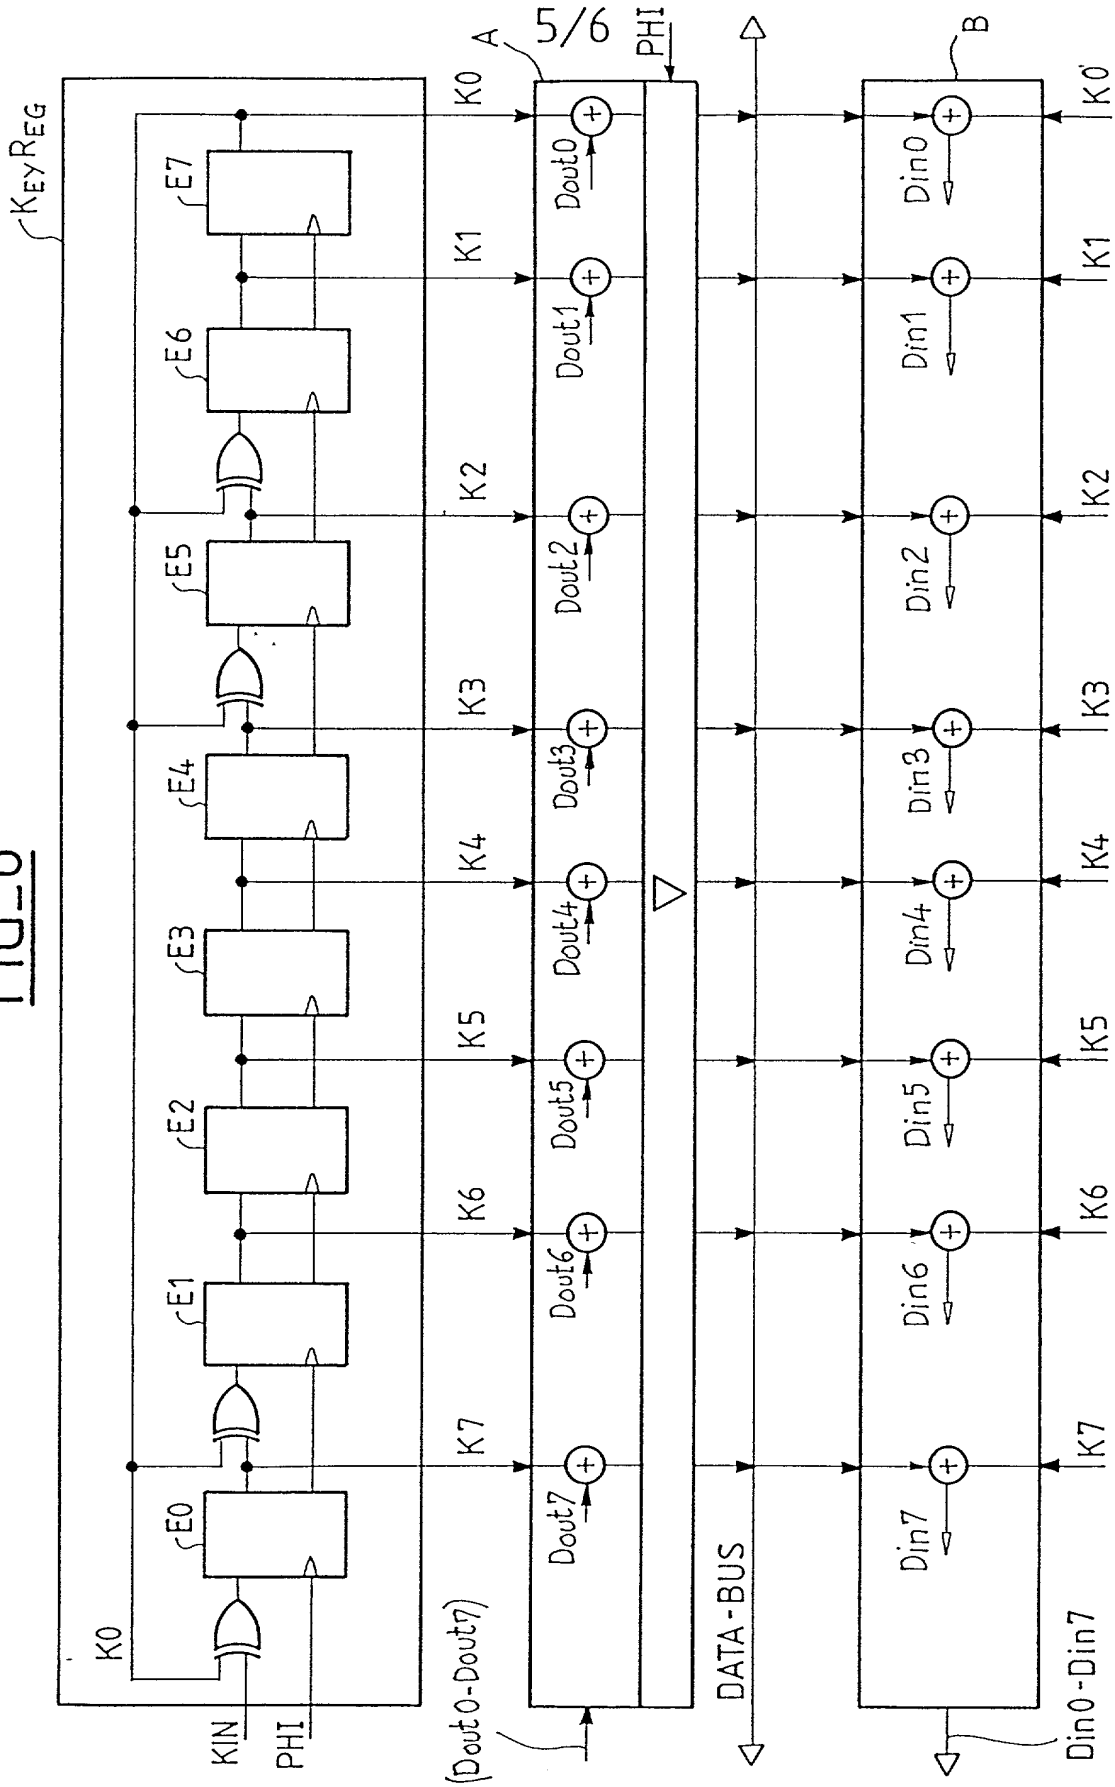 5/6
KEYREG
K0
E0
E1
E2
E3
E4
E5
E6
E7
KIN
PHI
K7
K6
K5
K4
K3
K2
K1
K0
A
(Dout0-Dout7)
Dout7
Dout6
Dout5
Dout4
Dout3
Dout2
Dout1
Dout0
PHI
DATA-BUS
B
Din7
Din6
Din5
Din4
Din3
Din2
Din1
Din0
Din0-Din7
K7
K6
K5
K4
K3
K2
K1
K0